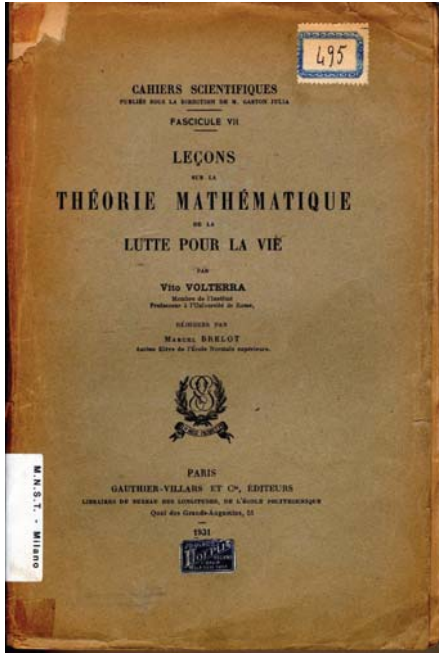 495
CAHIERS SCIENTIFIQUES
PUBLIÉS SOUS LA DIRECTION DE M. GASTON JULIA
FASCICULE VII
LEÇONS
SUR LA
THÉORIE MATHÉMATIQUE
DE LA
LUTTE POUR LA VIE
PAR
Vito VOLTERRA
Membre de l'Institut
Professeur à l'Université de Rome,
RÉDIGÉES PAR
MARCEL BRELOT
Ancien Élève de l'École Normale supérieure.
PARIS
GAUTHIER-VILLARS ET Cie, ÉDITEURS
LIBRAIRES DU BUREAU DES LONGITUDES, DE L'ÉCOLE POLYTECHNIQUE
Quai des Grands-Augustins, 55
1931
HOEPLI
M.N.S.T. - Milano